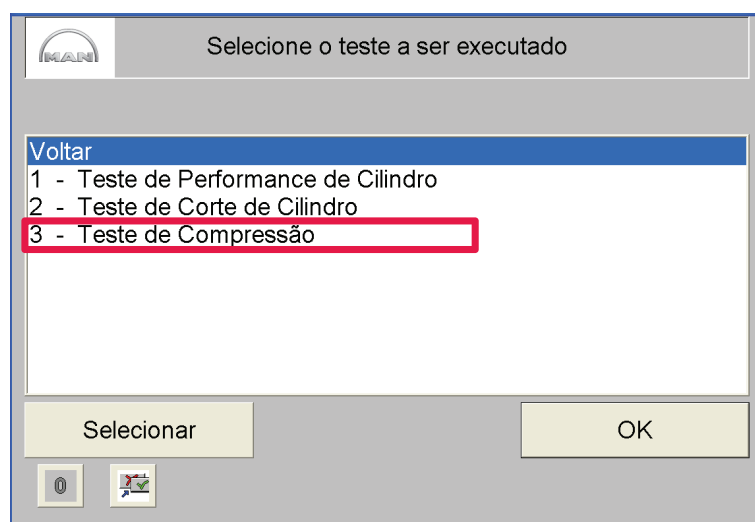 MAN
Selecione o teste a ser executado
Voltar
1 - Teste de Performance de Cilindro
2 - Teste de Corte de Cilindro
3 - Teste de Compressão
Selecionar
OK
0